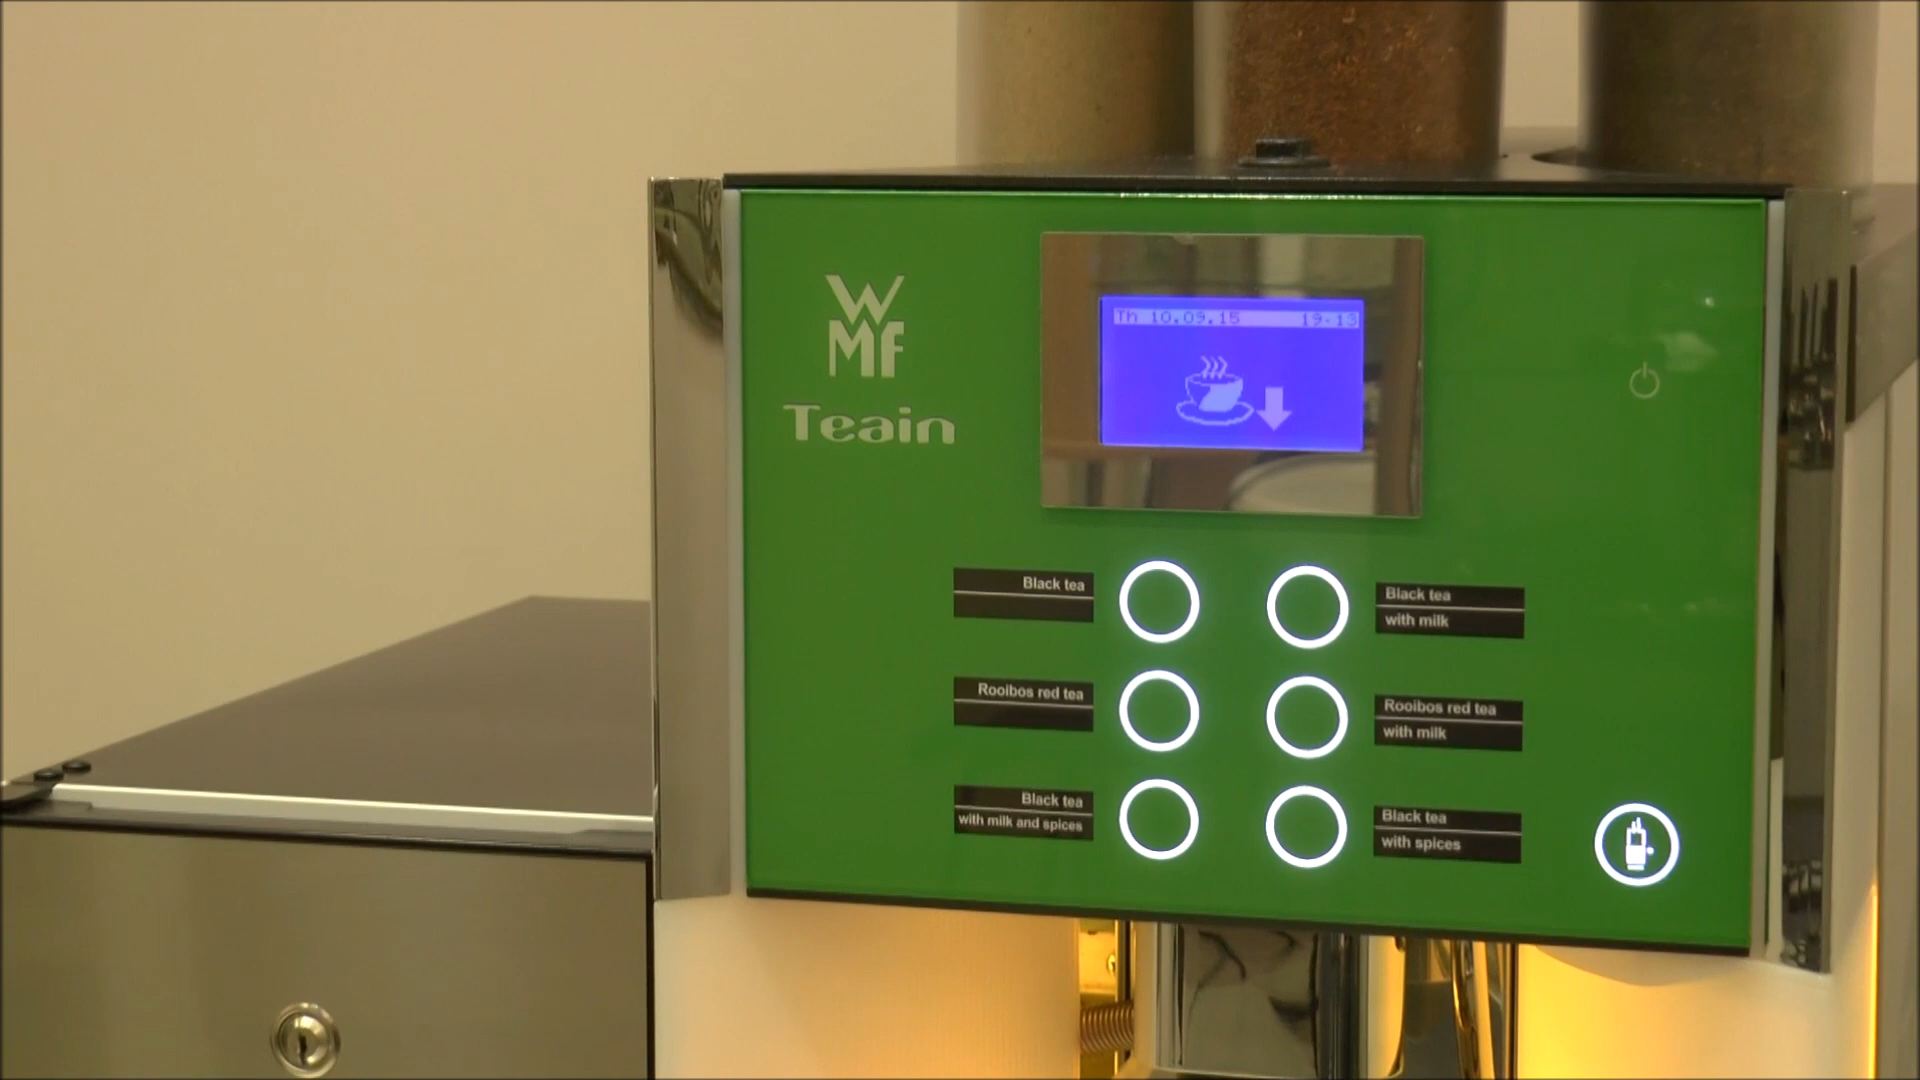 WMF
Teain
Th 10.09.15 19:13
Black tea
Black tea
with milk
Rooibos red tea
Rooibos red tea
with milk
Black tea
with milk and spices
Black tea
with spices